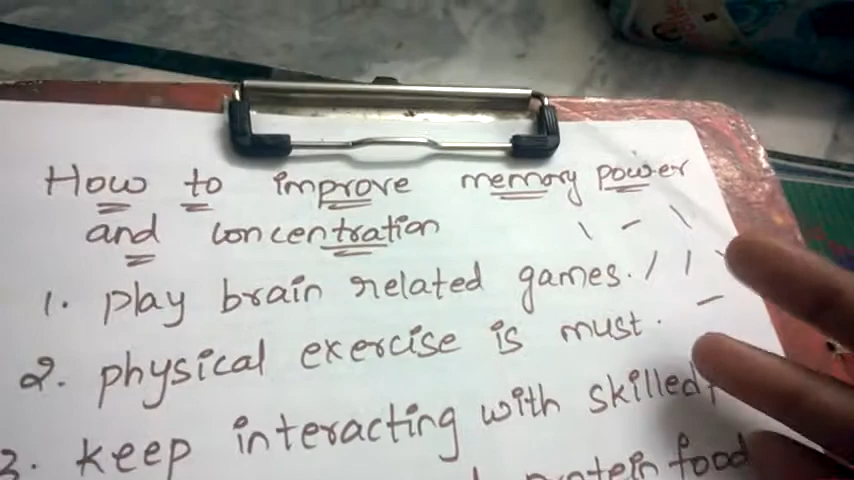 How to improve memory power
and concentration
1. play brain related games.
2. physical exercise is must.
3. keep interacting with skilled
protein food